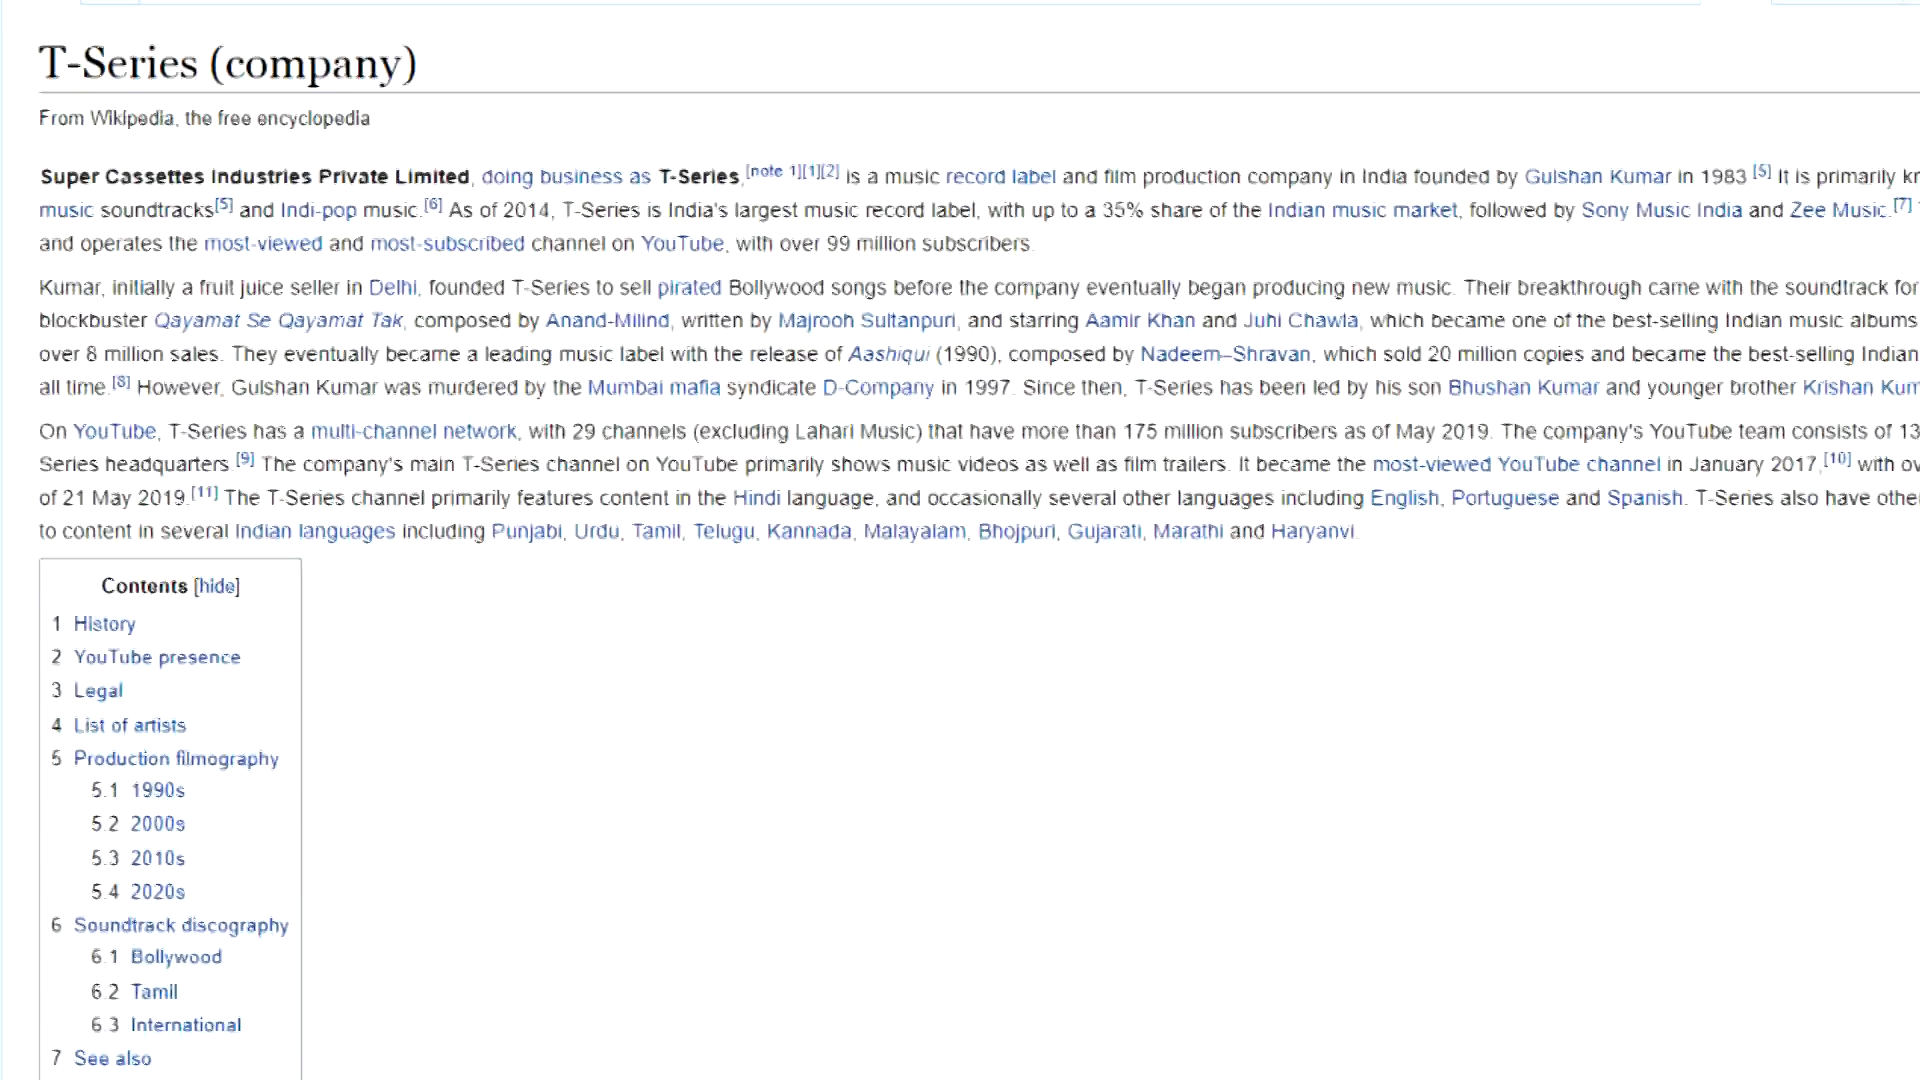 T-Series (company)
From Wikipedia, the free encyclopedia
Super Cassettes Industries Private Limited, doing business as T-Series,[note 1][1][2] is a music record label and film production company in India founded by Gulshan Kumar in 1983.[5] It is primarily
music soundtracks[5] and Indi-pop music.[6] As of 2014, T-Series is India's largest music record label, with up to a 35% share of the Indian music market, followed by Sony Music India and Zee Music.[7]
and operates the most-viewed and most-subscribed channel on YouTube, with over 99 million subscribers.
Kumar, initially a fruit juice seller in Delhi, founded T-Series to sell pirated Bollywood songs before the company eventually began producing new music. Their breakthrough came with the soundtrack for
blockbuster Qayamat Se Qayamat Tak, composed by Anand-Milind, written by Majrooh Sultanpuri, and starring Aamir Khan and Juhi Chawla, which became one of the best-selling Indian music albums
over 8 million sales. They eventually became a leading music label with the release of Aashiqui (1990), composed by Nadeem–Shravan, which sold 20 million copies and became the best-selling Indian
all time.[8] However, Gulshan Kumar was murdered by the Mumbai mafia syndicate D-Company in 1997. Since then, T-Series has been led by his son Bhushan Kumar and younger brother Krishan
On YouTube, T-Series has a multi-channel network, with 29 channels (excluding Lahari Music) that have more than 175 million subscribers as of May 2019. The company's YouTube team consists of 13
Series headquarters.[9] The company's main T-Series channel on YouTube primarily shows music videos as well as film trailers. It became the most-viewed YouTube channel in January 2017,[10] with
of 21 May 2019.[11] The T-Series channel primarily features content in the Hindi language, and occasionally several other languages including English, Portuguese and Spanish. T-Series also have
to content in several Indian languages including Punjabi, Urdu, Tamil, Telugu, Kannada, Malayalam, Bhojpuri, Gujarati, Marathi and Haryanvi.
Contents [hide]
1 History
2 YouTube presence
3 Legal
4 List of artists
5 Production filmography
5.1 1990s
5.2 2000s
5.3 2010s
5.4 2020s
6 Soundtrack discography
6.1 Bollywood
6.2 Tamil
6.3 International
7 See also